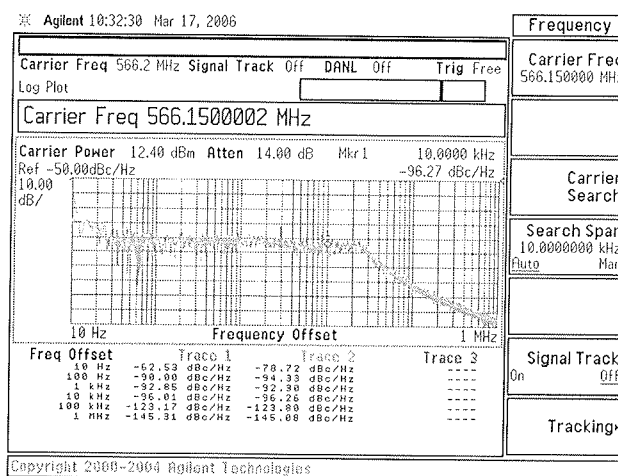 Agilent 10:32:30 Mar 17, 2006
Frequency
Carrier Freq 566.2 MHz Signal Track Off DANL Off Trig Free
Log Plot
Carrier Freq 566.1500002 MHz
Carrier Power 12.40 dBm Atten 14.00 dB Mkr1 10.0000 kHz
Ref -50.00dBc/Hz -96.27 dBc/Hz
10.00
dB/
10 Hz Frequency Offset 1 MHz
Freq Offset Trace 1 Trace 2 Trace 3
10 Hz -62.53 dBc/Hz -78.72 dBc/Hz ----
100 Hz -90.00 dBc/Hz -94.33 dBc/Hz ----
1 kHz -92.85 dBc/Hz -92.30 dBc/Hz ----
10 kHz -96.01 dBc/Hz -96.26 dBc/Hz ----
100 kHz -123.17 dBc/Hz -123.80 dBc/Hz ----
1 MHz -145.31 dBc/Hz -145.08 dBc/Hz ----
Carrier Freq
566.150000 MHz
Carrier
Search
Search Span
10.0000000 kHz
Auto Man
Signal Track
On Off
Tracking
Copyright 2000-2004 Agilent Technologies